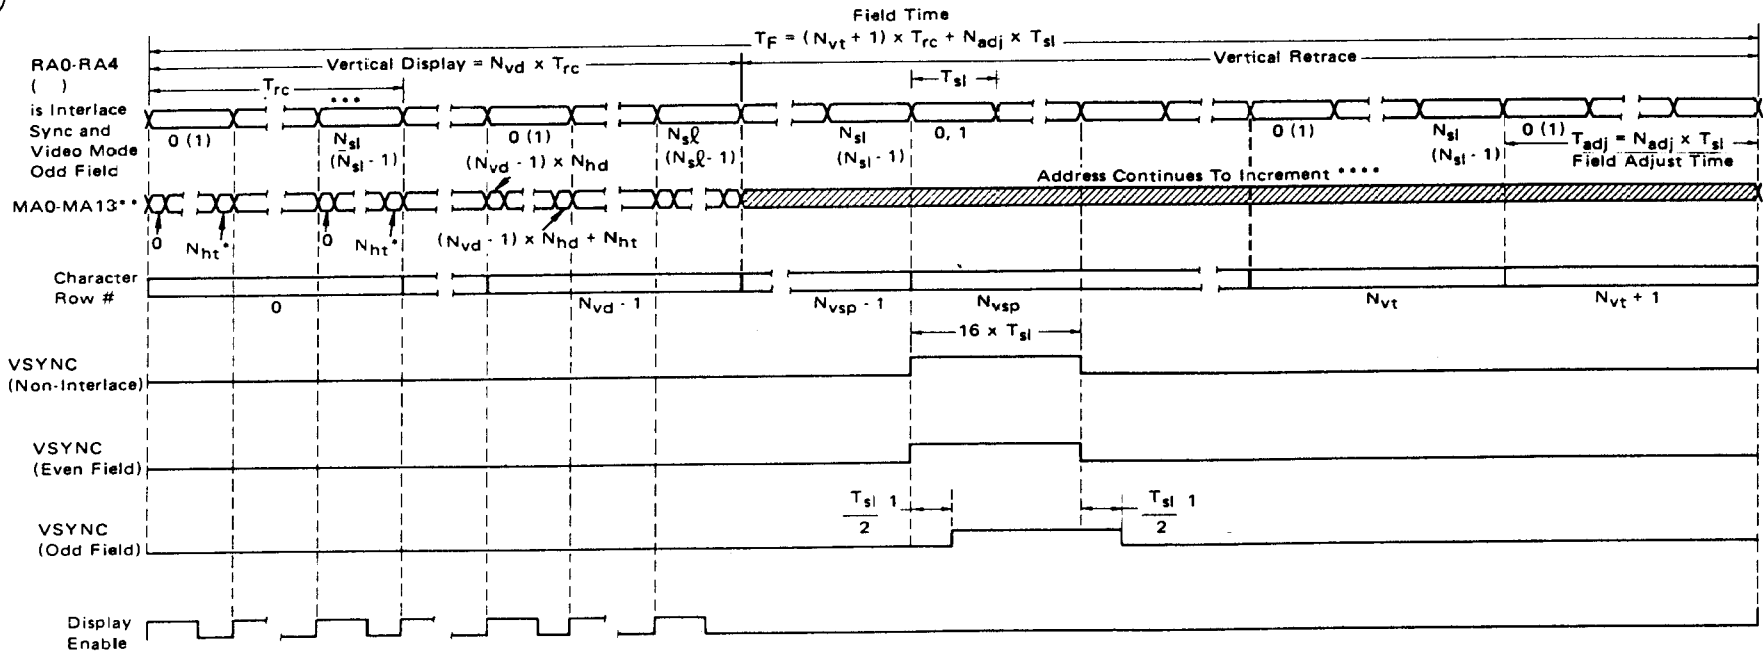 Field Time
T_F = (N_vt + 1) × T_rc + N_adj × T_sl
RA0-RA4
( )
is Interlace
Sync and
Video Mode
Odd Field
Vertical Display = N_vd × T_rc
Vertical Retrace
T_rc
•••
T_sl
0 (1)
N_sl
(N_sl - 1)
0 (1)
N_sℓ
(N_sℓ - 1)
N_sl
(N_sl - 1)
0, 1
0 (1)
N_sl
(N_sl - 1)
0 (1)
T_adj = N_adj × T_sl
Field Adjust Time
(N_vd - 1) × N_hd
Address Continues To Increment ••••
MA0-MA13**
0
N_ht*
0
N_ht*
(N_vd - 1) × N_hd + N_ht
Character
Row #
0
N_vd - 1
N_vsp - 1
N_vsp
N_vt
N_vt + 1
16 × T_sl
VSYNC
(Non-Interlace)
VSYNC
(Even Field)
VSYNC
(Odd Field)
T_sl 1
2
T_sl 1
2
Display
Enable